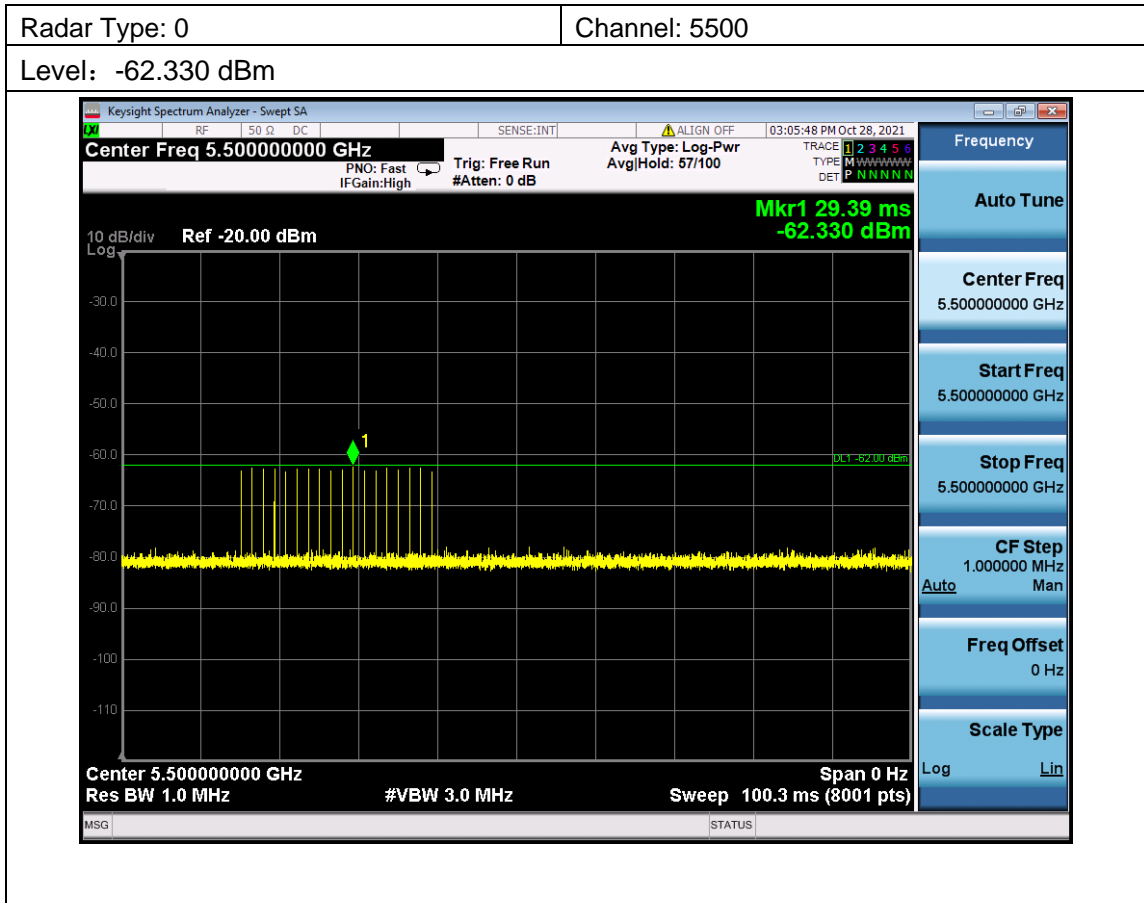 Radar Type: 0
Channel: 5500
Level：-62.330 dBm
Keysight Spectrum Analyzer - Swept SA
LXI
RF
50 Ω
DC
SENSE:INT
ALIGN OFF
03:05:48 PM Oct 28, 2021
Center Freq 5.500000000 GHz
PNO: Fast
IFGain:High
Trig: Free Run
#Atten: 0 dB
Avg Type: Log-Pwr
Avg|Hold: 57/100
TRACE 1 2 3 4 5 6
TYPE M WWWWW
DET P N N N N N
Mkr1 29.39 ms
-62.330 dBm
10 dB/div
Log
Ref -20.00 dBm
-30.0
-40.0
-50.0
-60.0
-70.0
-80.0
-90.0
-100
-110
1
DL1 -62.00 dBm
Center 5.500000000 GHz
Res BW 1.0 MHz
#VBW 3.0 MHz
Span 0 Hz
Sweep 100.3 ms (8001 pts)
MSG
STATUS
Frequency
Auto Tune
Center Freq
5.500000000 GHz
Start Freq
5.500000000 GHz
Stop Freq
5.500000000 GHz
CF Step
1.000000 MHz
Auto Man
Freq Offset
0 Hz
Scale Type
Log Lin